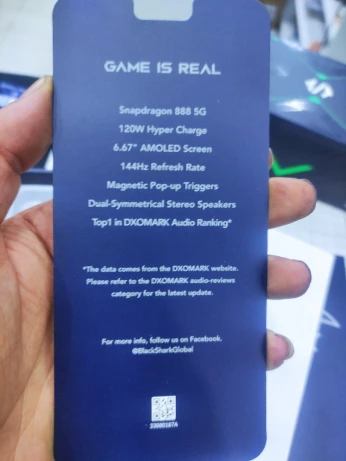 GAME IS REAL
Snapdragon 888 5G
120W Hyper Charge
6.67" AMOLED Screen
144Hz Refresh Rate
Magnetic Pop-up Triggers
Dual-Symmetrical Stereo Speakers
Top1 in DXOMARK Audio Ranking*
*The data comes from the DXOMARK website.
Please refer to the DXOMARK audio-reviews
category for the latest update.
For more info, follow us on Facebook.
@BlackSharkGlobal